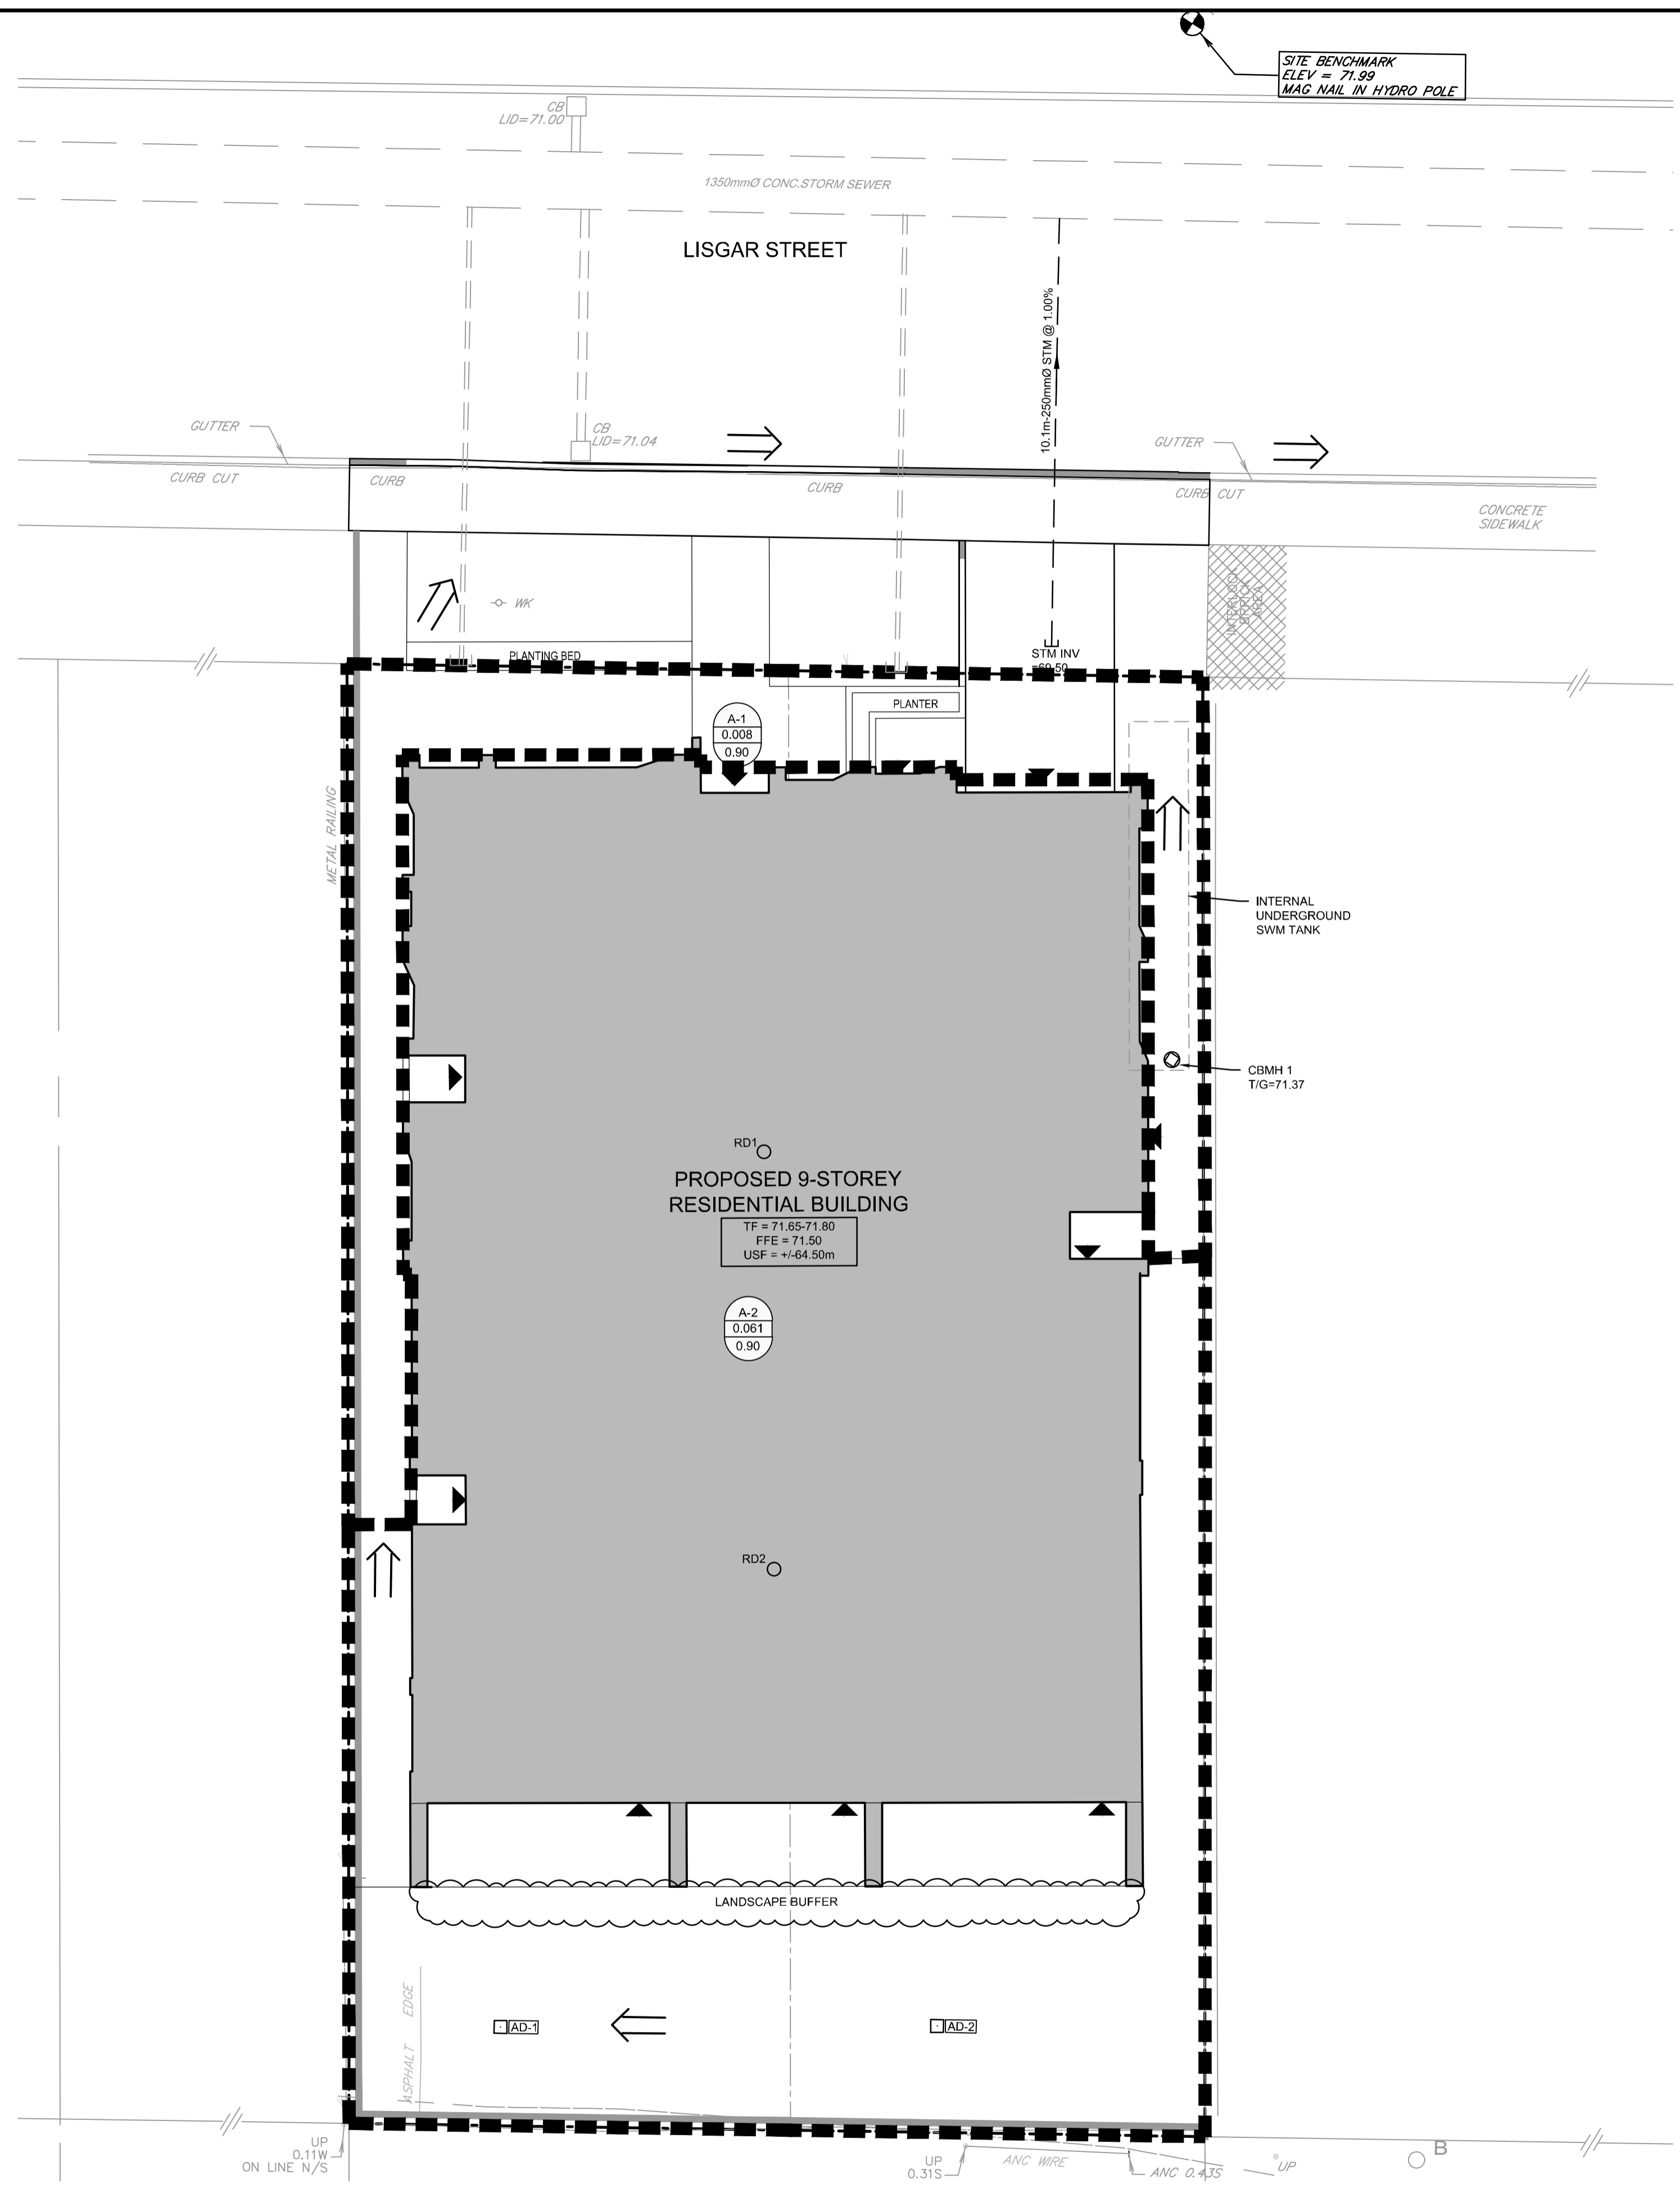 SITE BENCHMARK
ELEV = 71.99
MAG NAIL IN HYDRO POLE
CB
LID=71.00
1350mmØ CONC.STORM SEWER
LISGAR STREET
10.1m-250mmØ STM @ 1.00%
GUTTER
CB
LID=71.04
GUTTER
CURB CUT
CURB
CURB
CURB CUT
CONCRETE
SIDEWALK
INTERLOCK
BRICK
AREA
WK
PLANTING BED
STM INV
=69.50
PLANTER
A-1
0.008
0.90
METAL RAILING
INTERNAL
UNDERGROUND
SWM TANK
CBMH 1
T/G=71.37
RD1
PROPOSED 9-STOREY
RESIDENTIAL BUILDING
TF = 71.65-71.80
FFE = 71.50
USF = +/-64.50m
A-2
0.061
0.90
RD2
LANDSCAPE BUFFER
ASPHALT EDGE
AD-1
AD-2
UP
0.11W
ON LINE N/S
UP
0.31S
ANC WIRE
ANC 0.43S
UP
B